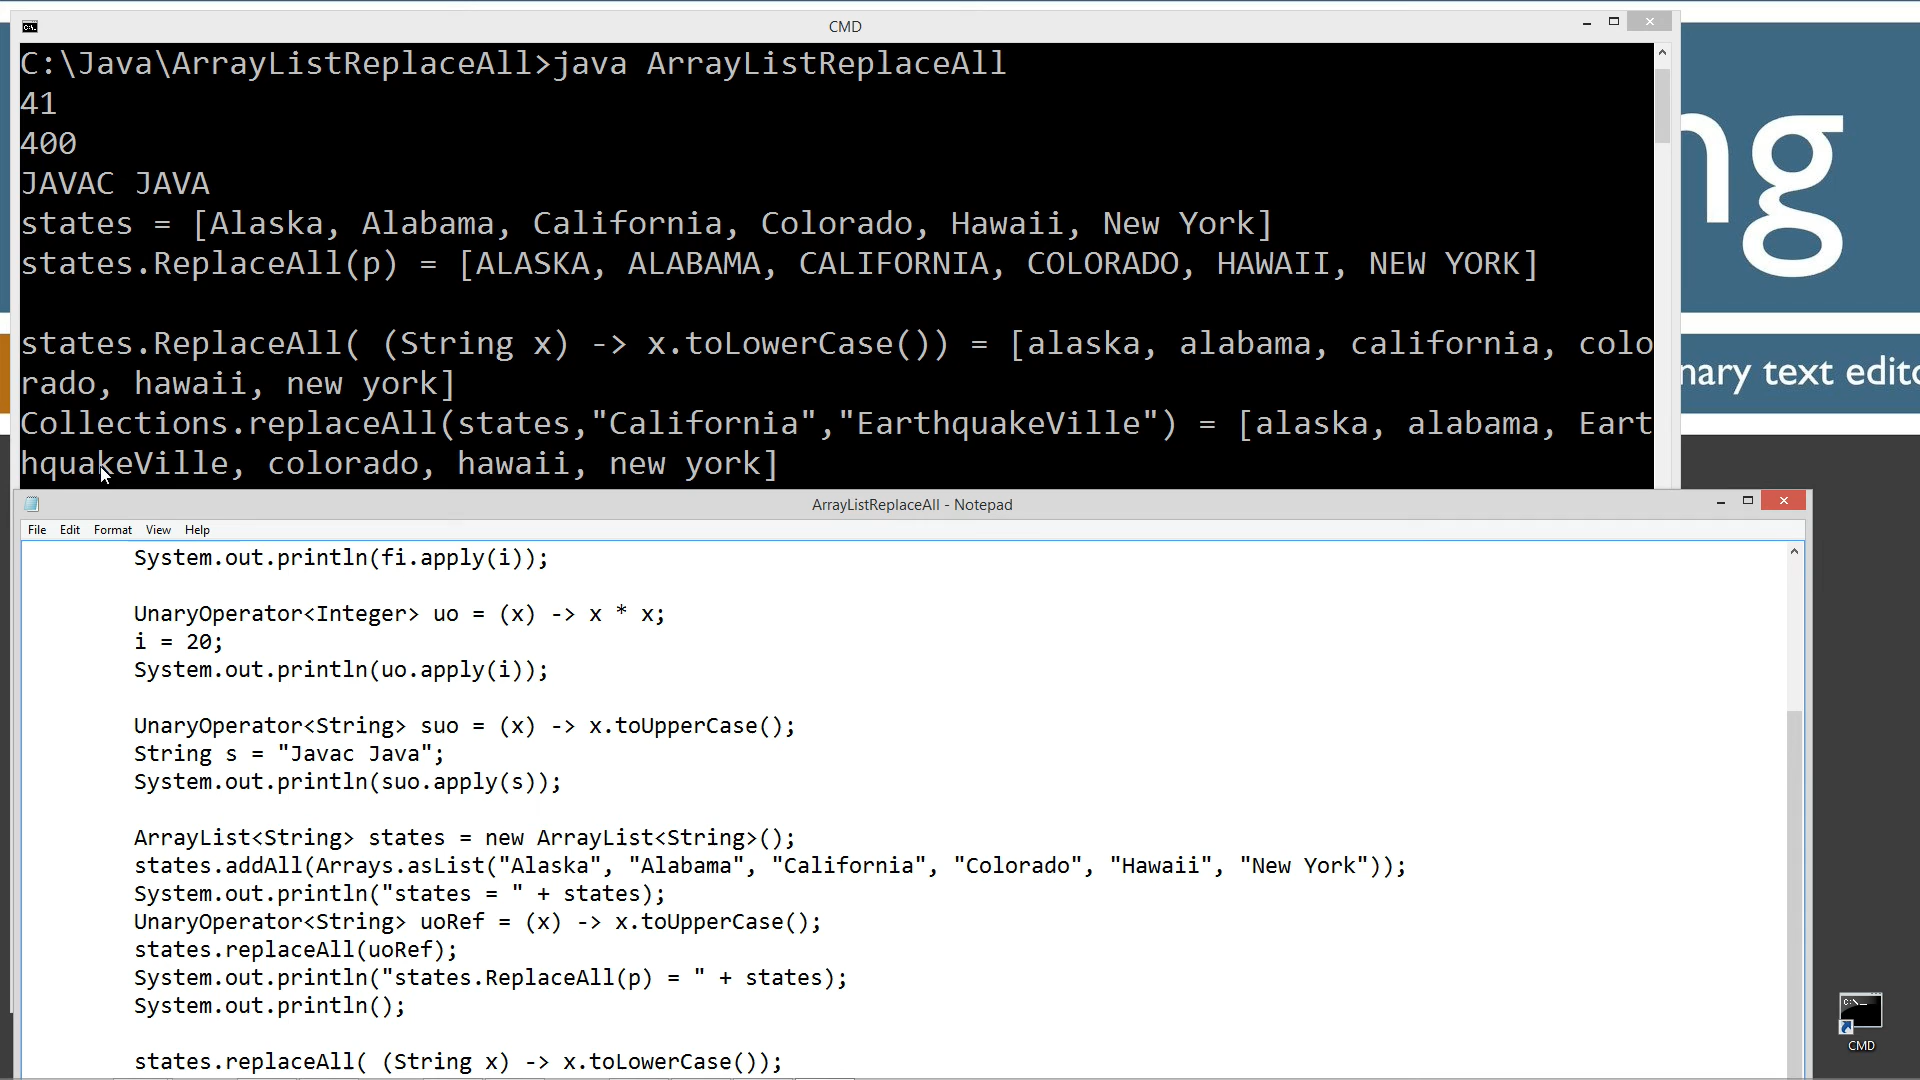 CMD
C:\Java\ArrayListReplaceAll>java ArrayListReplaceAll
41
400
JAVAC JAVA
states = [Alaska, Alabama, California, Colorado, Hawaii, New York]
states.ReplaceAll(p) = [ALASKA, ALABAMA, CALIFORNIA, COLORADO, HAWAII, NEW YORK]
states.ReplaceAll( (String x) -> x.toLowerCase()) = [alaska, alabama, california, colo
rado, hawaii, new york]
Collections.replaceAll(states,"California","EarthquakeVille") = [alaska, alabama, Eart
hquakeVille, colorado, hawaii, new york]
ng
nary text edito
ArrayListReplaceAll - Notepad
File Edit Format View Help
System.out.println(fi.apply(i));
UnaryOperator<Integer> uo = (x) -> x * x;
i = 20;
System.out.println(uo.apply(i));
UnaryOperator<String> suo = (x) -> x.toUpperCase();
String s = "Javac Java";
System.out.println(suo.apply(s));
ArrayList<String> states = new ArrayList<String>();
states.addAll(Arrays.asList("Alaska", "Alabama", "California", "Colorado", "Hawaii", "New York"));
System.out.println("states = " + states);
UnaryOperator<String> uoRef = (x) -> x.toUpperCase();
states.replaceAll(uoRef);
System.out.println("states.ReplaceAll(p) = " + states);
System.out.println();
states.replaceAll( (String x) -> x.toLowerCase());
CMD